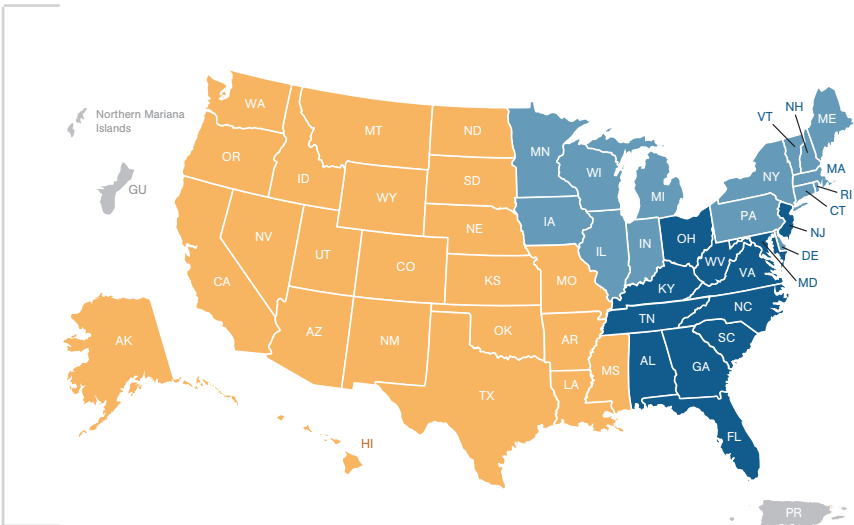 WA
MT
ND
MN
ME
NH
VT
Northern Mariana
Islands
OR
ID
SD
WI
NY
MA
GU
WY
MI
RI
CT
PA
IA
NE
NV
UT
CO
IL
IN
OH
NJ
DE
MD
WV
VA
CA
KS
MO
KY
NC
AK
AZ
NM
OK
AR
TN
SC
MS
AL
GA
TX
LA
FL
HI
PR